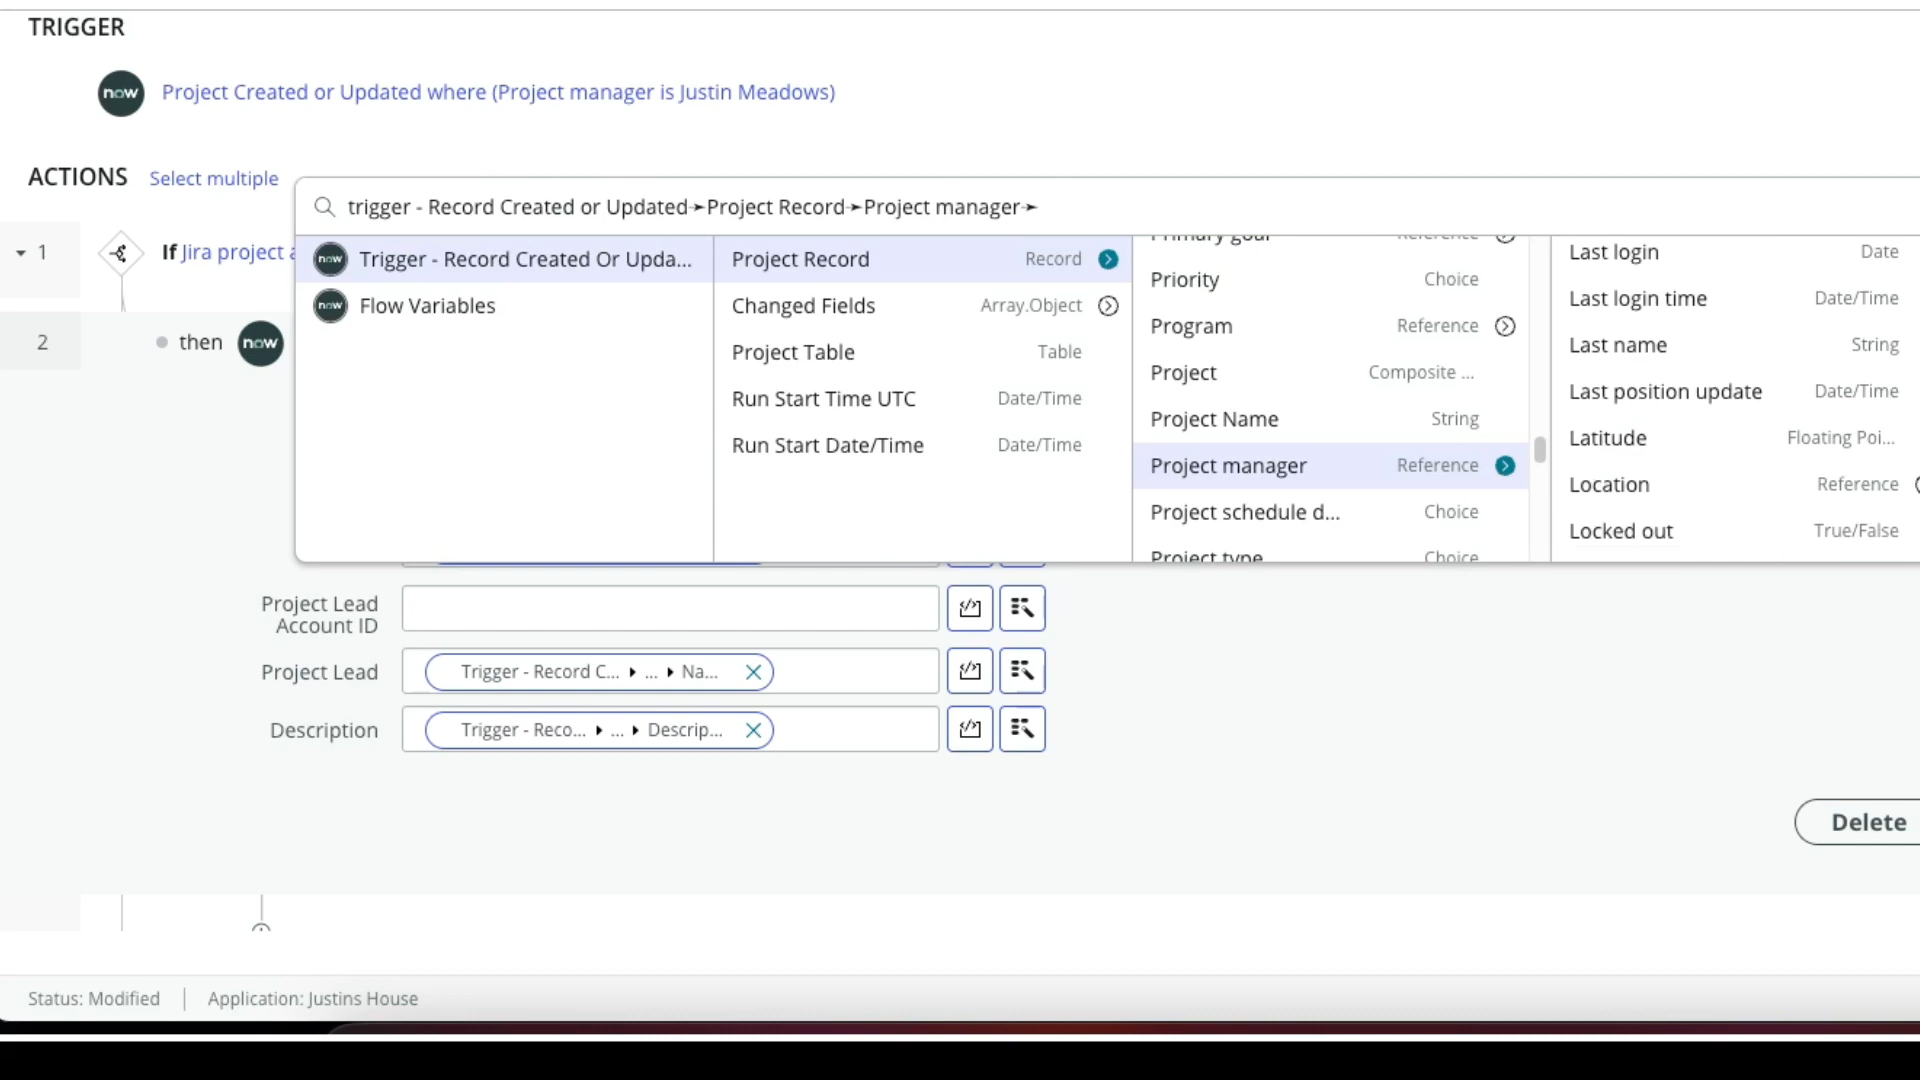 TRIGGER
now
Project Created or Updated where (Project manager is Justin Meadows)
ACTIONS
Select multiple
trigger - Record Created or Updated➛Project Record➛Project manager➛
1
If Jira project a
2
then
now
now
Trigger - Record Created Or Upda...
now
Flow Variables
Project Record Record
Changed Fields Array.Object
Project Table Table
Run Start Time UTC Date/Time
Run Start Date/Time Date/Time
Primary goal Reference
Priority Choice
Program Reference
Project Composite ...
Project Name String
Project manager Reference
Project schedule d... Choice
Project type Choice
Last login Date
Last login time Date/Time
Last name String
Last position update Date/Time
Latitude Floating Poi...
Location Reference
Locked out True/False
Project Lead
Account ID
Project Lead
Trigger - Record C... ▸ ... ▸ Na...
Description
Trigger - Reco... ▸ ... ▸ Descrip...
Delete
Status: Modified
Application: Justins House